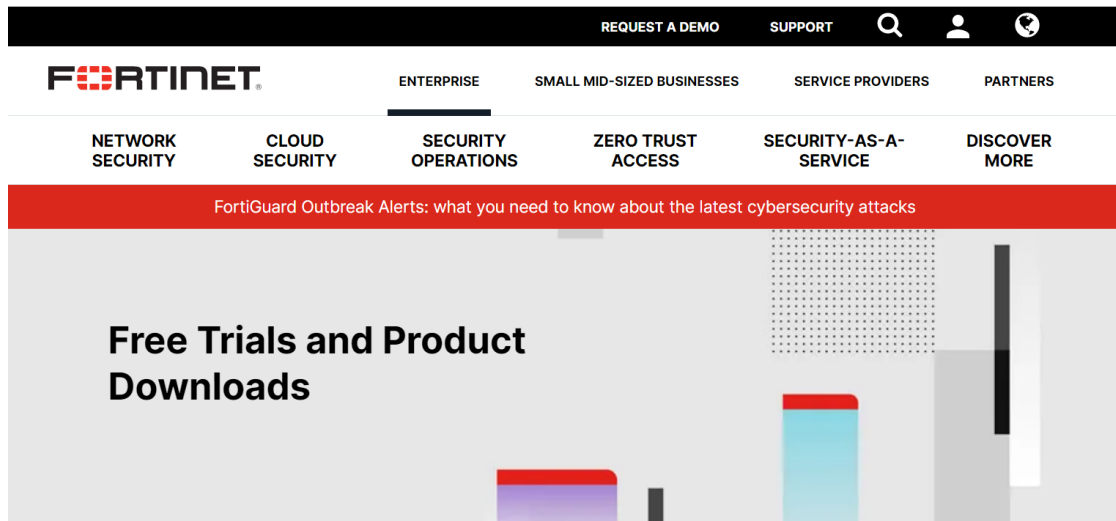 REQUEST A DEMO SUPPORT
FORTINET®
ENTERPRISE SMALL MID-SIZED BUSINESSES SERVICE PROVIDERS PARTNERS
NETWORK SECURITY
CLOUD SECURITY
SECURITY OPERATIONS
ZERO TRUST ACCESS
SECURITY-AS-A-SERVICE
DISCOVER MORE
FortiGuard Outbreak Alerts: what you need to know about the latest cybersecurity attacks
Free Trials and Product
Downloads